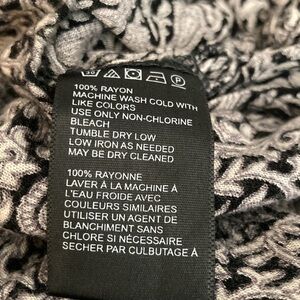 30 P
100% RAYON
MACHINE WASH COLD WITH
LIKE COLORS
USE ONLY NON-CHLORINE
BLEACH
TUMBLE DRY LOW
LOW IRON AS NEEDED
MAY BE DRY CLEANED
100% RAYONNE
LAVER À LA MACHINE À
L'EAU FROIDE AVEC
COULEURS SIMILAIRES
UTILISER UN AGENT DE
BLANCHIMENT SANS
CHLORE SI NÉCESSAIRE
SECHER PAR CULBUTAGE À